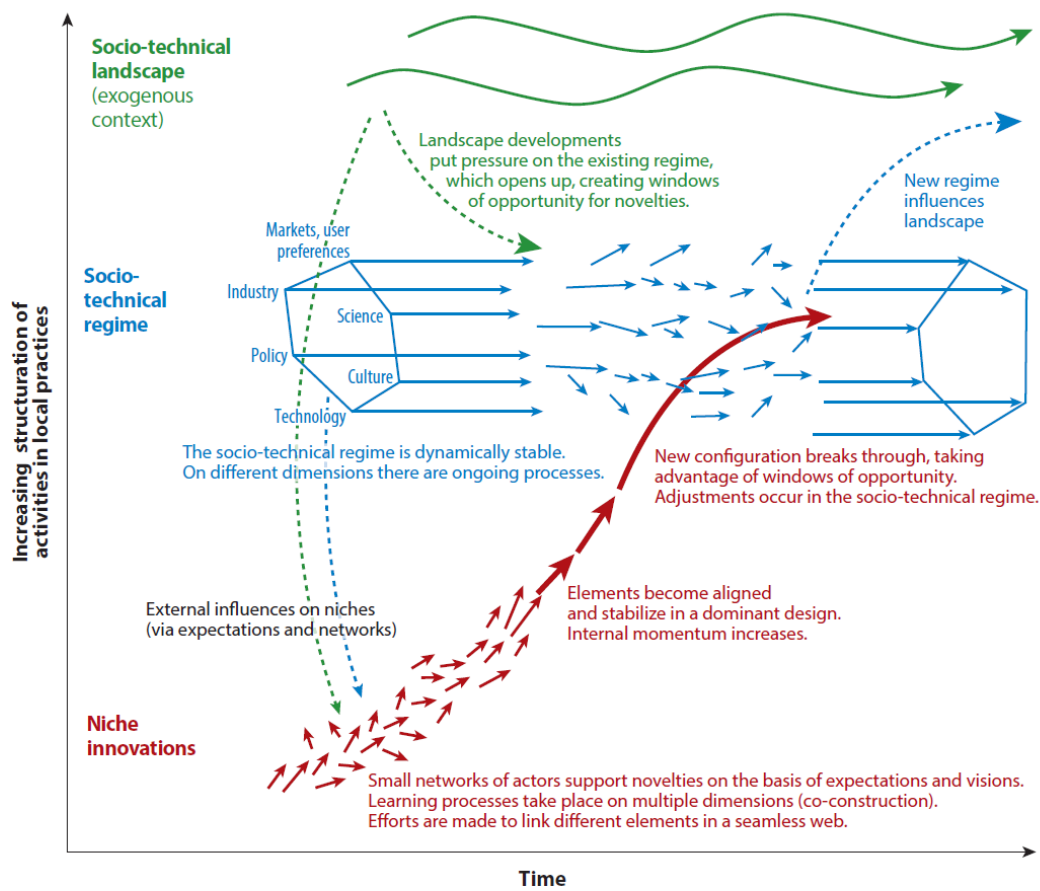 Socio-technical
landscape
(exogenous
context)
Landscape developments
put pressure on the existing regime,
which opens up, creating windows
of opportunity for novelties.
New regime
influences
landscape
Markets, user
preferences
Socio-
technical
regime
Industry
Science
Policy
Culture
Technology
The socio-technical regime is dynamically stable.
On different dimensions there are ongoing processes.
New configuration breaks through, taking
advantage of windows of opportunity.
Adjustments occur in the socio-technical regime.
Increasing structuration of
activities in local practices
External influences on niches
(via expectations and networks)
Elements become aligned
and stabilize in a dominant design.
Internal momentum increases.
Niche
innovations
Small networks of actors support novelties on the basis of expectations and visions.
Learning processes take place on multiple dimensions (co-construction).
Efforts are made to link different elements in a seamless web.
Time